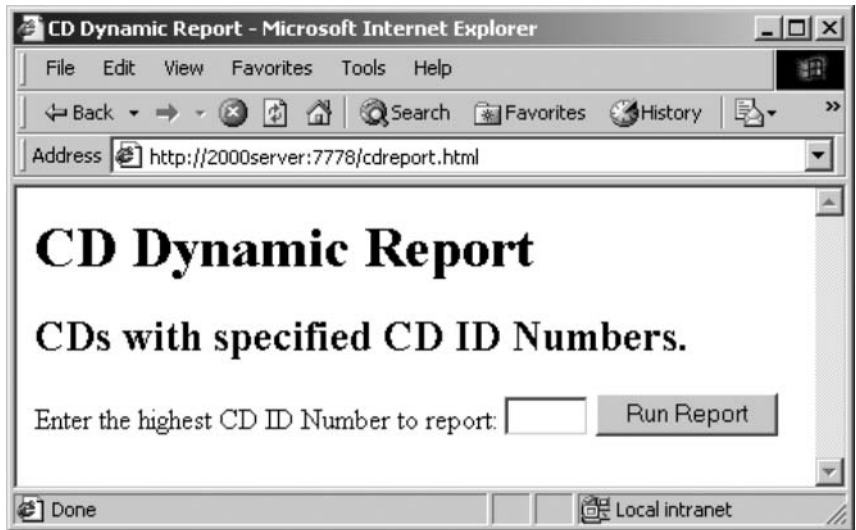 CD Dynamic Report - Microsoft Internet Explorer
File Edit View Favorites Tools Help
Back Search Favorites History »
Address http://2000server:7778/cdreport.html
CD Dynamic Report
CDs with specified CD ID Numbers.
Enter the highest CD ID Number to report: Run Report
Done Local intranet